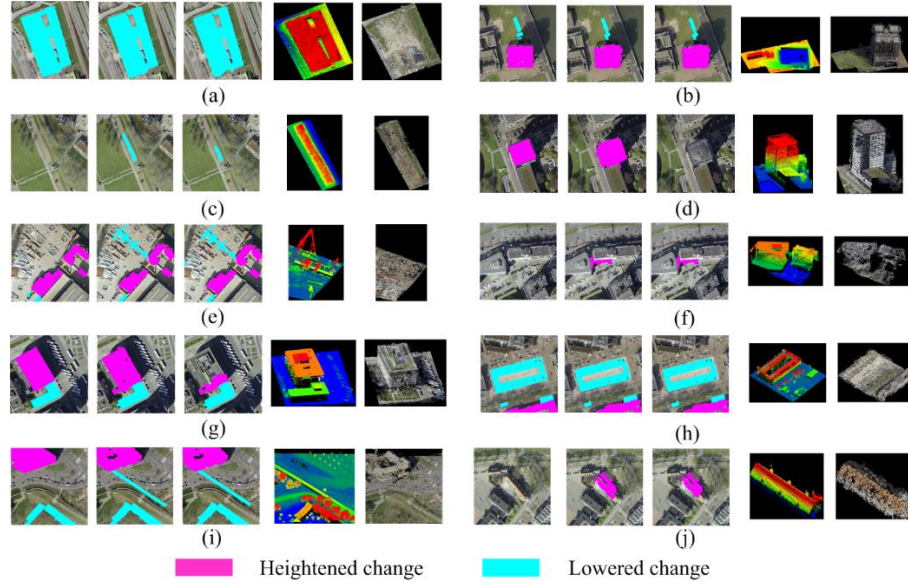 (a)
(b)
(c)
(d)
(e)
(f)
(g)
(h)
(i)
(j)
Heightened change
Lowered change